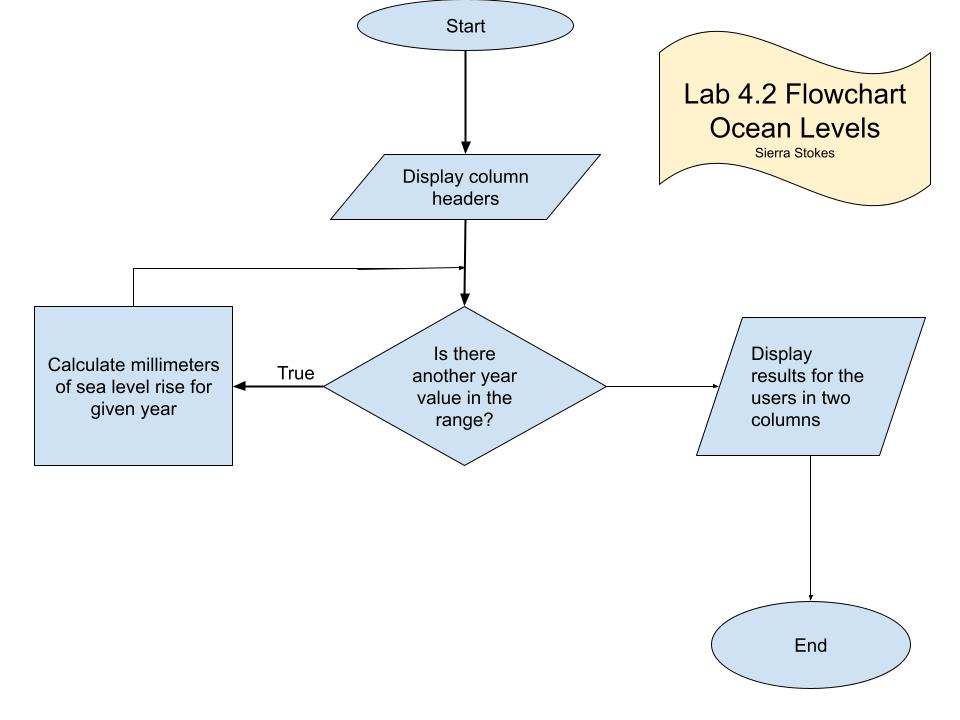 Start
Lab 4.2 Flowchart
Ocean Levels
Sierra Stokes
Display column
headers
Calculate millimeters
of sea level rise for
given year
True
Is there
another year
value in the
range?
Display
results for the
users in two
columns
End